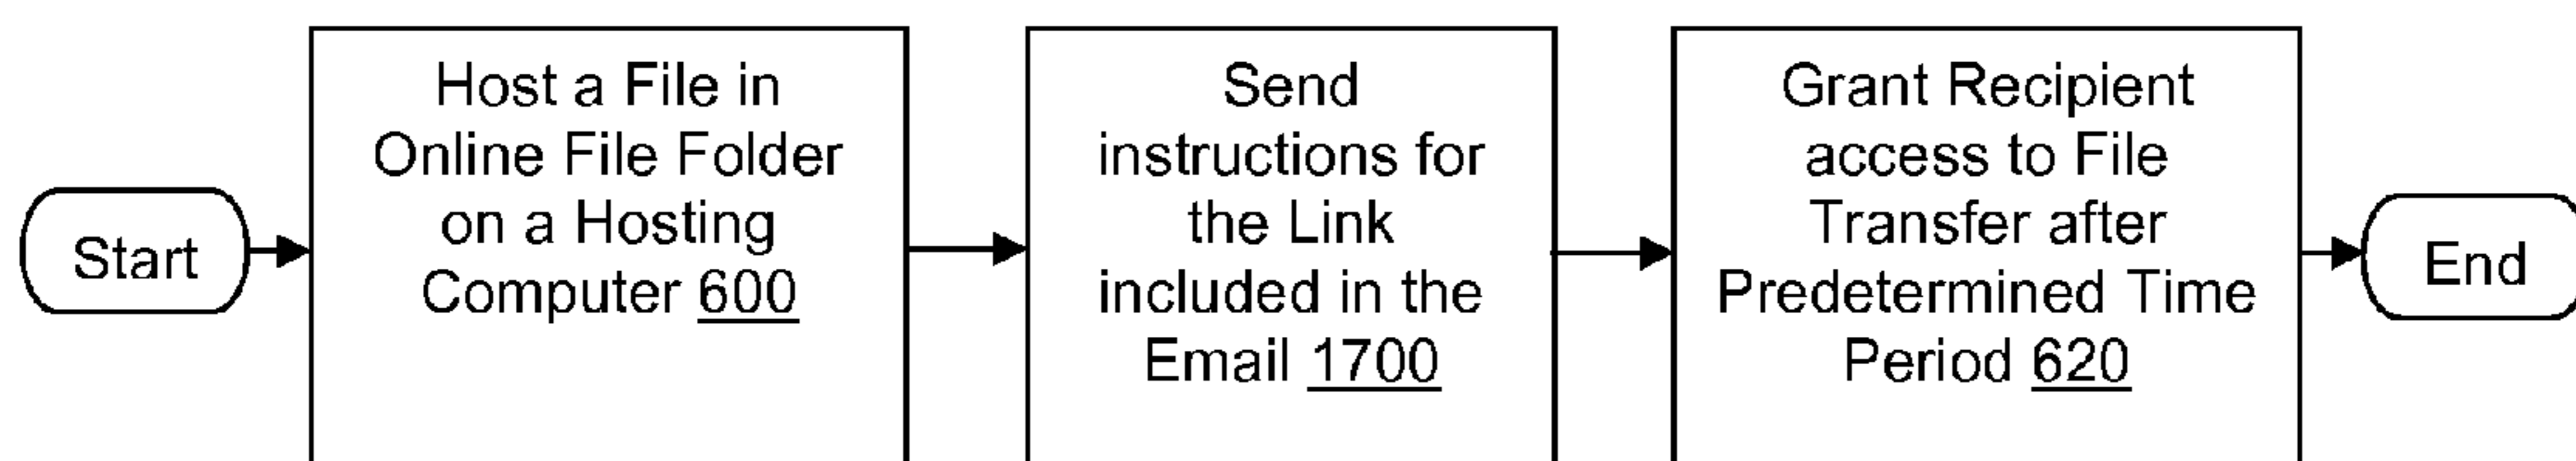 Start
Host a File in
Online File Folder
on a Hosting
Computer 600
Send
instructions for
the Link
included in the
Email 1700
Grant Recipient
access to File
Transfer after
Predetermined Time
Period 620
End